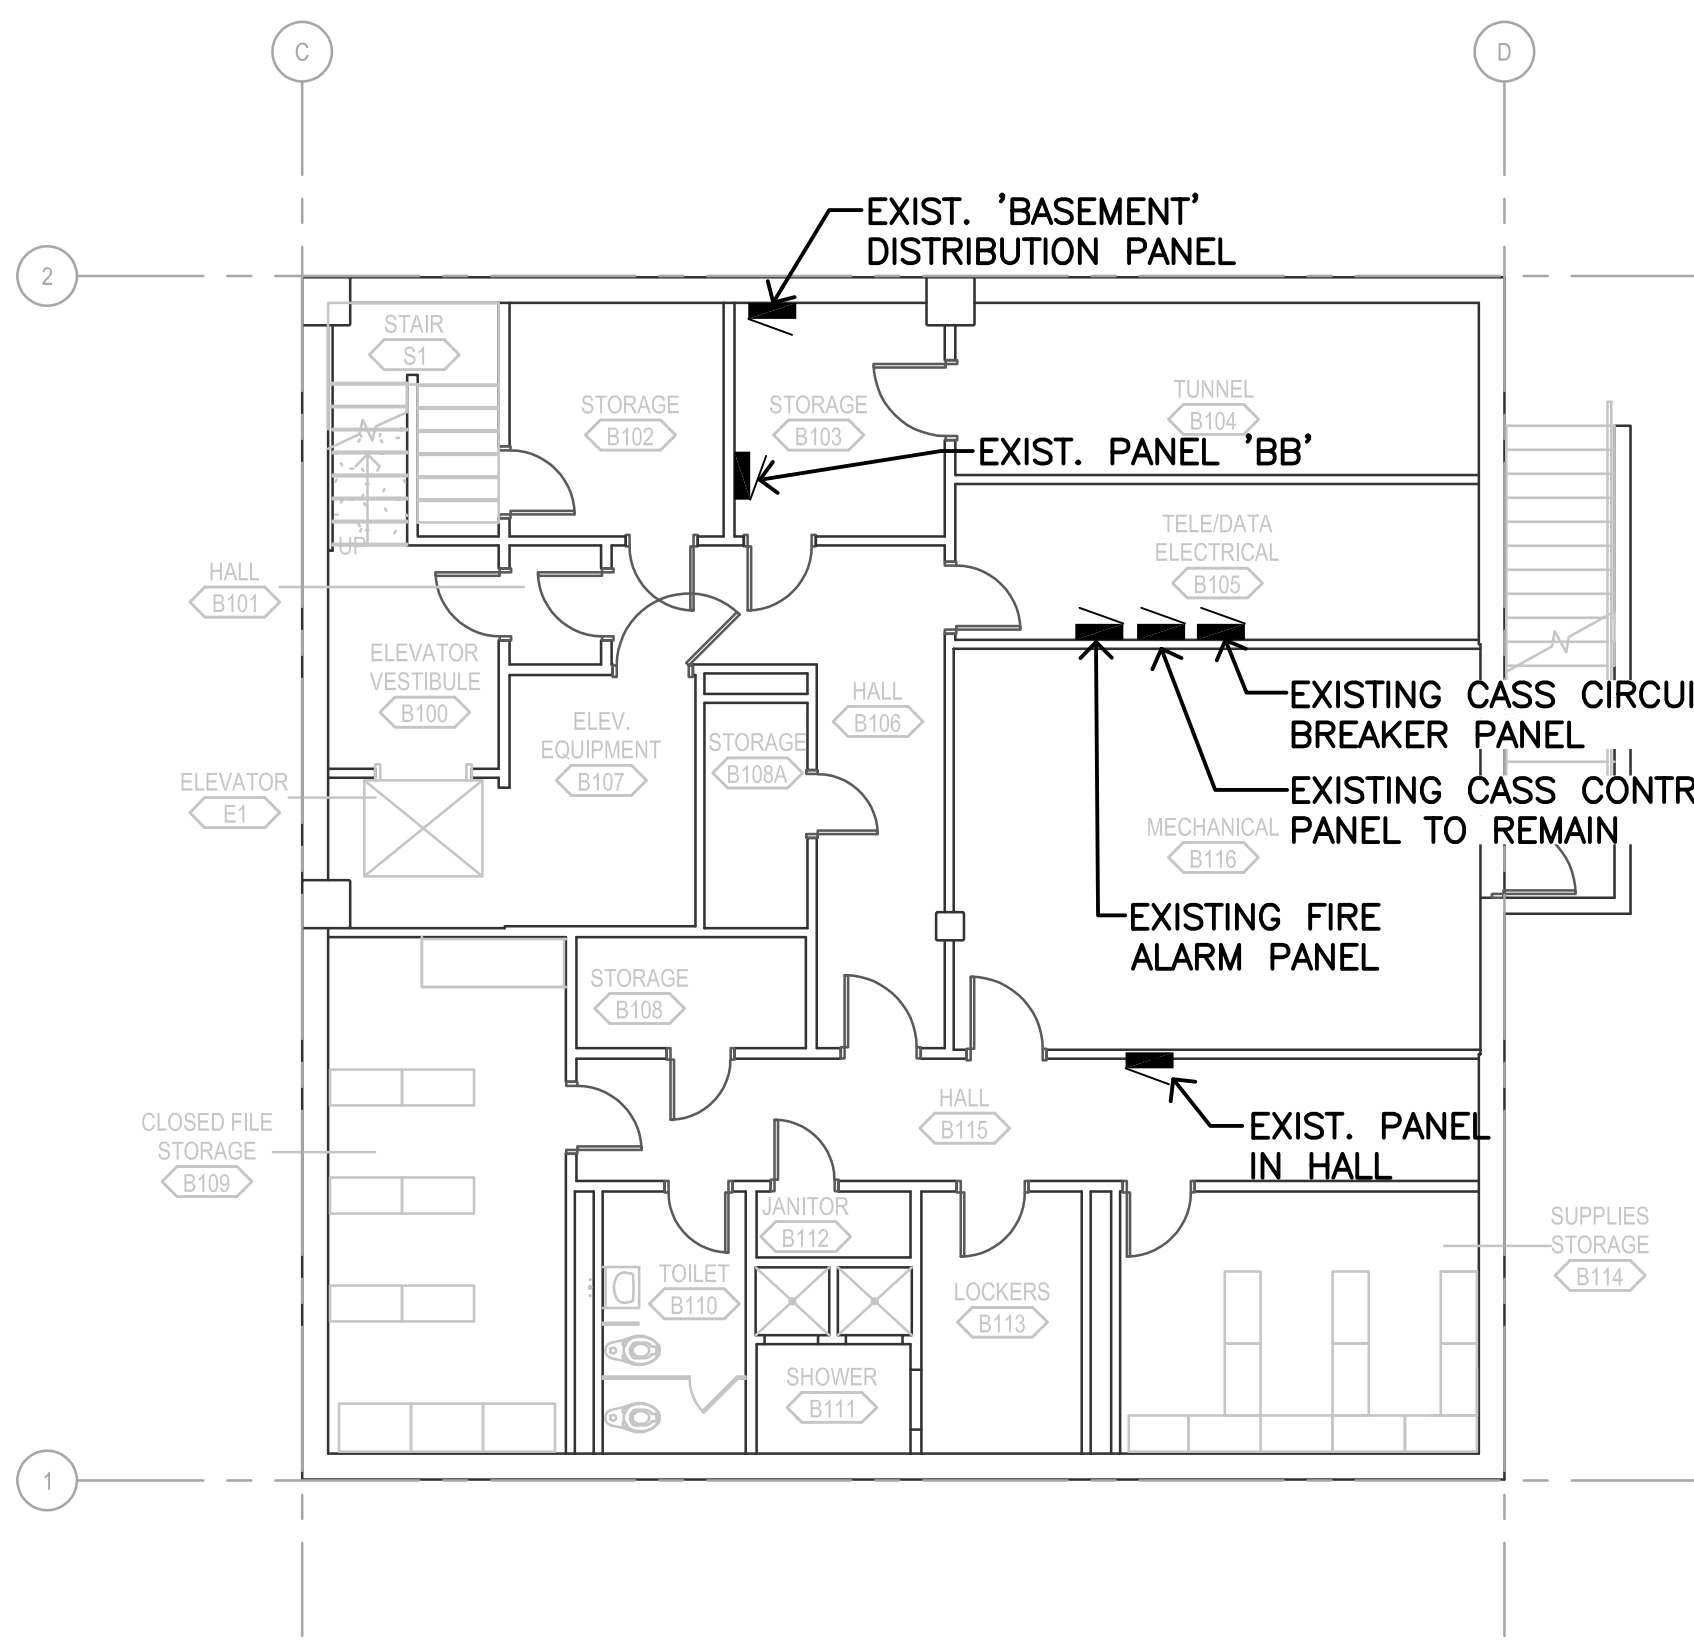 C
D
2
EXIST. 'BASEMENT'
DISTRIBUTION PANEL
STAIR
S1
STORAGE
B102
STORAGE
B103
TUNNEL
B104
EXIST. PANEL 'BB'
UP
TELE/DATA
ELECTRICAL
B105
HALL
B101
ELEVATOR
VESTIBULE
B100
HALL
B106
EXISTING CASS CIRCUI
BREAKER PANEL
ELEV.
EQUIPMENT
B107
STORAGE
B108A
ELEVATOR
E1
EXISTING CASS CONTR
PANEL TO REMAIN
MECHANICAL
B116
EXISTING FIRE
ALARM PANEL
STORAGE
B108
CLOSED FILE
STORAGE
B109
HALL
B115
EXIST. PANEL
IN HALL
JANITOR
B112
SUPPLIES
STORAGE
B114
TOILET
B110
LOCKERS
B113
SHOWER
B111
1